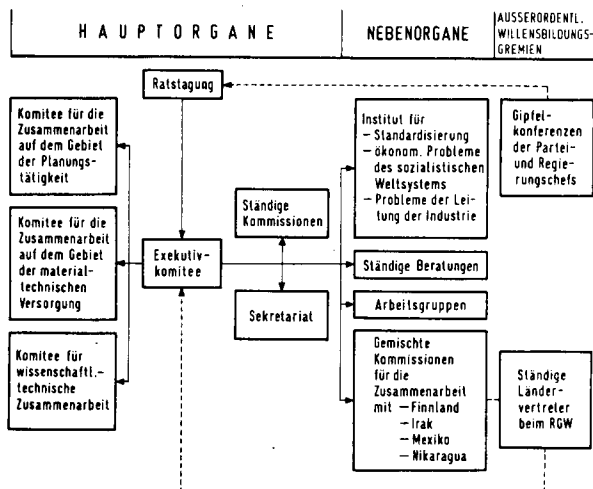 HAUPTORGANE
NEBENORGANE
AUSSERORDENTL.
WILLENSBILDUNGS-
GREMIEN
Ratstagung
Komitee für die
Zusammenarbeit
auf dem Gebiet
der Planungs-
tätigkeit
Komitee für die
Zusammenarbeit
auf dem Gebiet
der material-
technischen
Versorgung
Komitee für
wissenschaftl.-
technische
Zusammenarbeit
Exekutiv-
komitee
Ständige
Kommissionen
Sekretariat
Institut für
— Standardisierung
— ökonom. Probleme
des sozialistischen
Weltsystems
— Probleme der Lei-
tung der Industrie
Ständige Beratungen
Arbeitsgruppen
Gemischte
Kommissionen
für die
Zusammenarbeit
mit — Finnland
— Irak
— Mexiko
— Nikaragua
Gipfel-
konferenzen
der Partei-
und Regie-
rungschefs
Ständige
Länder-
vertreter
beim RGW